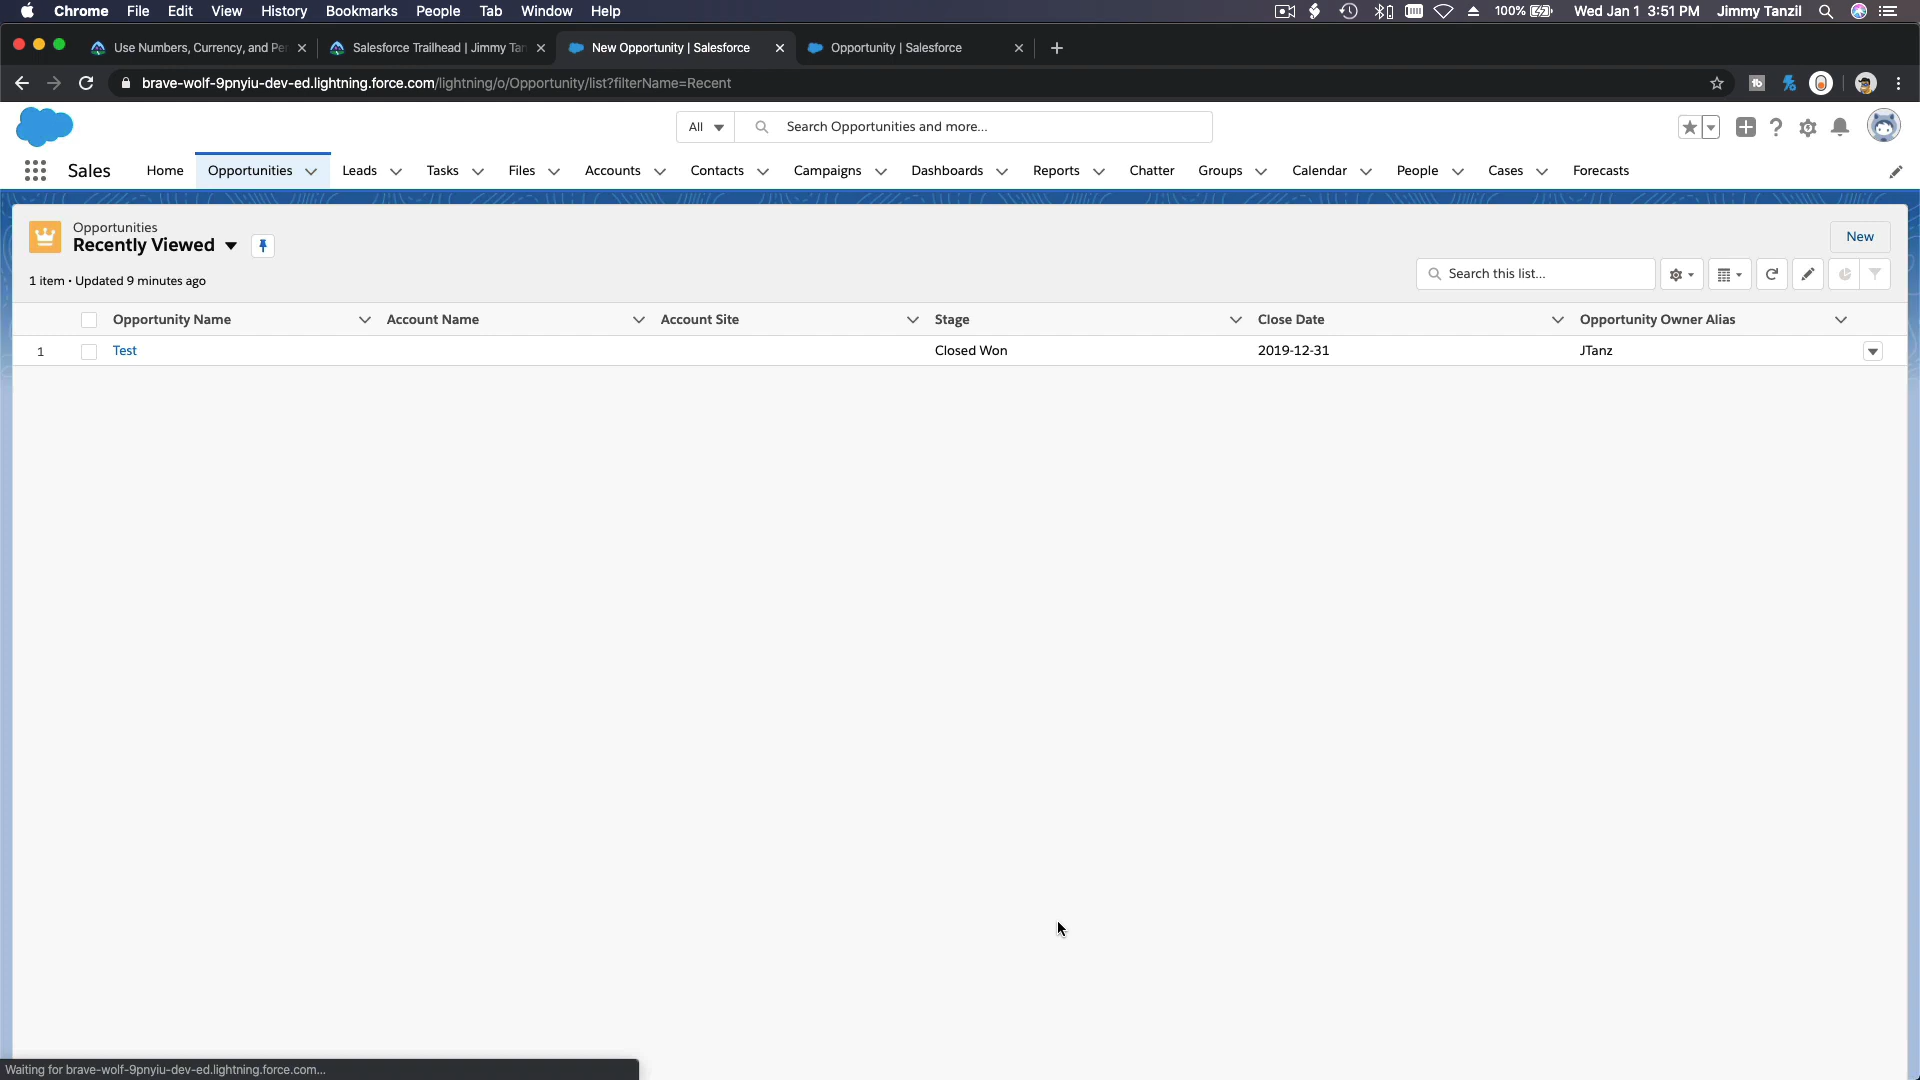 Chrome File Edit View History Bookmarks People Tab Window Help 100% Wed Jan 1 3:51 PM Jimmy Tanzil
Use Numbers, Currency, and Per Salesforce Trailhead | Jimmy Tan New Opportunity | Salesforce Opportunity | Salesforce
brave-wolf-9pnyiu-dev-ed.lightning.force.com/lightning/o/Opportunity/list?filterName=Recent
All Search Opportunities and more...
Sales Home Opportunities Leads Tasks Files Accounts Contacts Campaigns Dashboards Reports Chatter Groups Calendar People Cases Forecasts
Opportunities
Recently Viewed
New
1 item • Updated 9 minutes ago
Search this list...
Opportunity Name Account Name Account Site Stage Close Date Opportunity Owner Alias
1 Test Closed Won 2019-12-31 JTanz
Waiting for brave-wolf-9pnyiu-dev-ed.lightning.force.com...